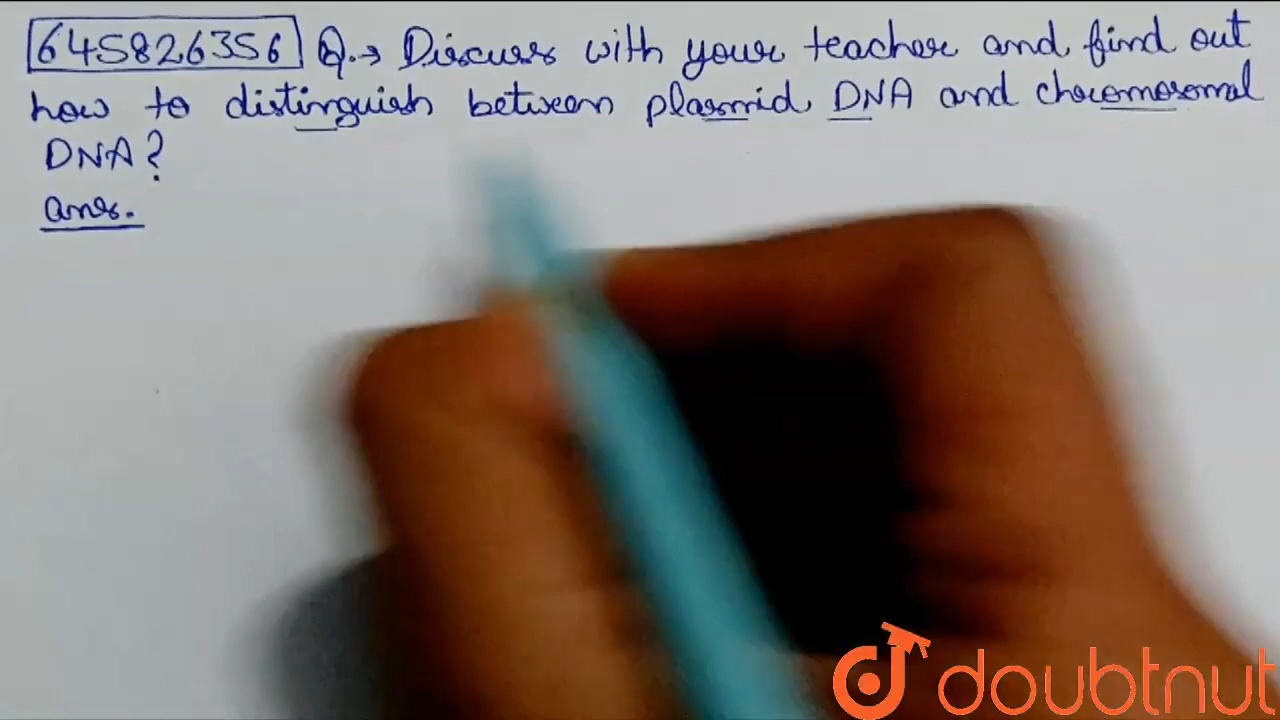 645826356 Q.→ Discuss with your teacher and find out
how to distinguish between plasmid DNA and chromosomal
DNA?
ans.
doubtnut